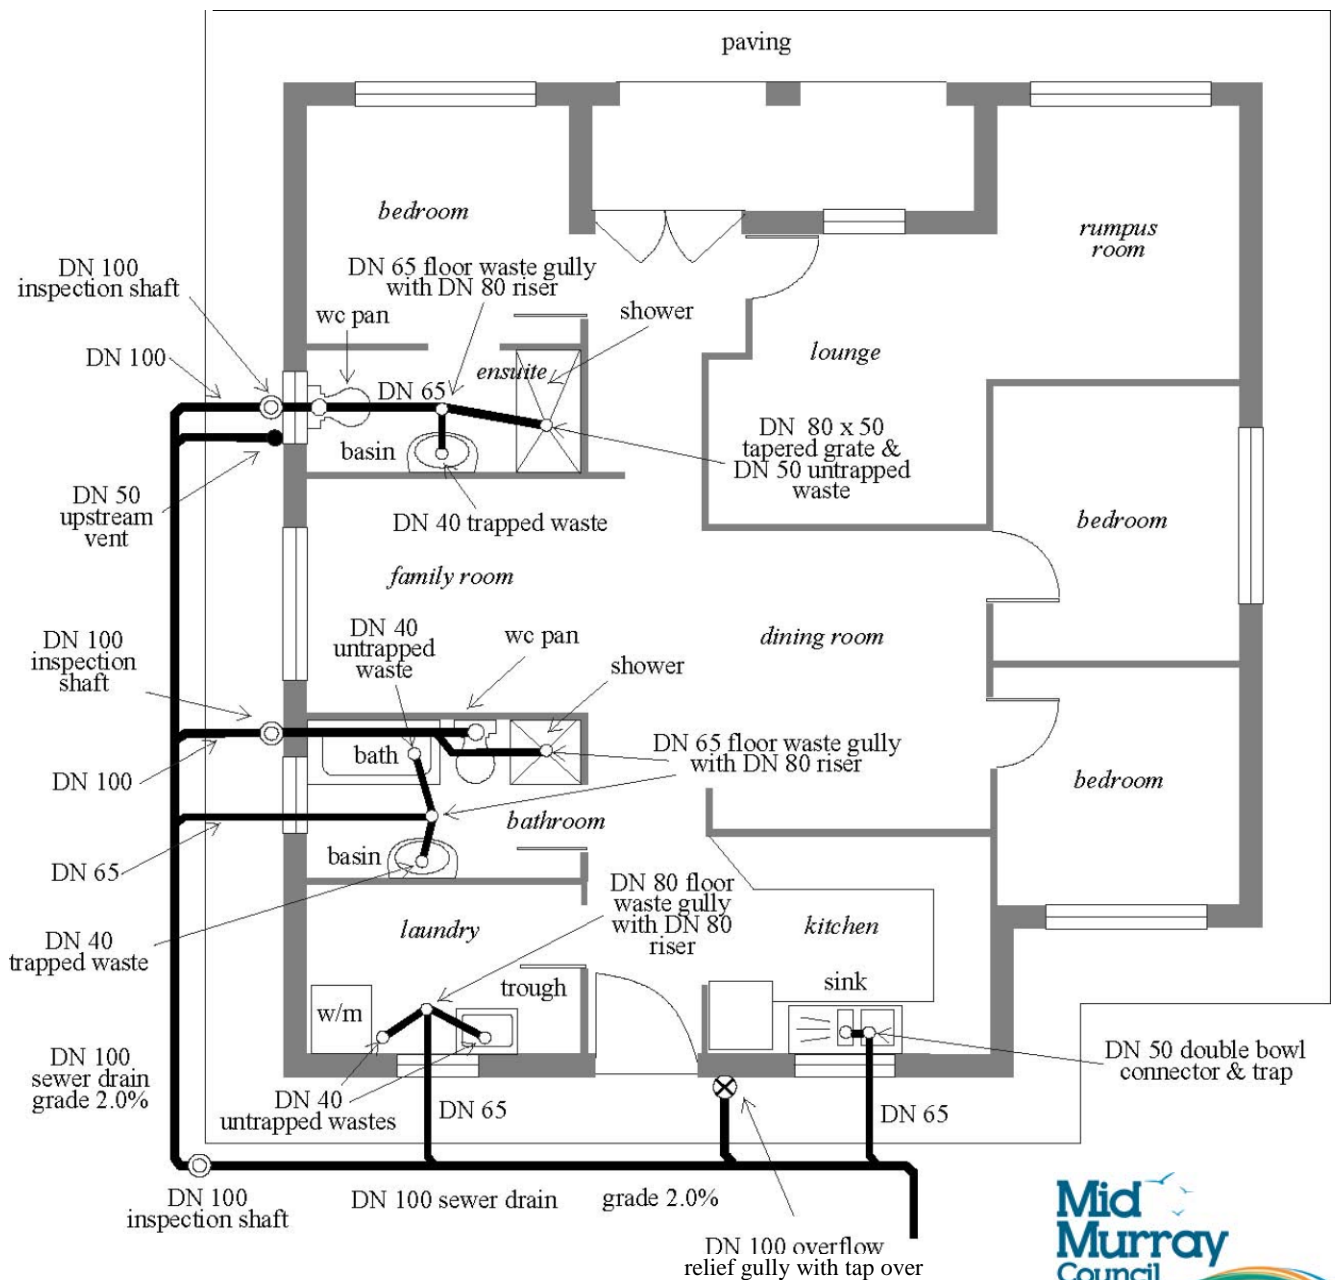 paving
bedroom
rumpus
room
DN 100
inspection shaft
DN 65 floor waste gully
with DN 80 riser
wc pan
shower
DN 100
lounge
ensuite
DN 65
basin
DN 80 x 50
tapered grate &
DN 50 untrapped
waste
DN 50
upstream
vent
DN 40 trapped waste
bedroom
family room
DN 100
inspection
shaft
DN 40
untrapped
waste
wc pan
dining room
shower
bath
DN 65 floor waste gully
with DN 80 riser
DN 100
bedroom
bathroom
basin
DN 65
DN 80 floor
waste gully
with DN 80
riser
laundry
kitchen
DN 40
trapped waste
trough
sink
w/m
DN 100
sewer drain
grade 2.0%
DN 50 double bowl
connector & trap
DN 40
untrapped wastes
DN 65
DN 65
DN 100
inspection shaft
DN 100 sewer drain
grade 2.0%
DN 100 overflow
relief gully with tap over
Mid
Murray
Council